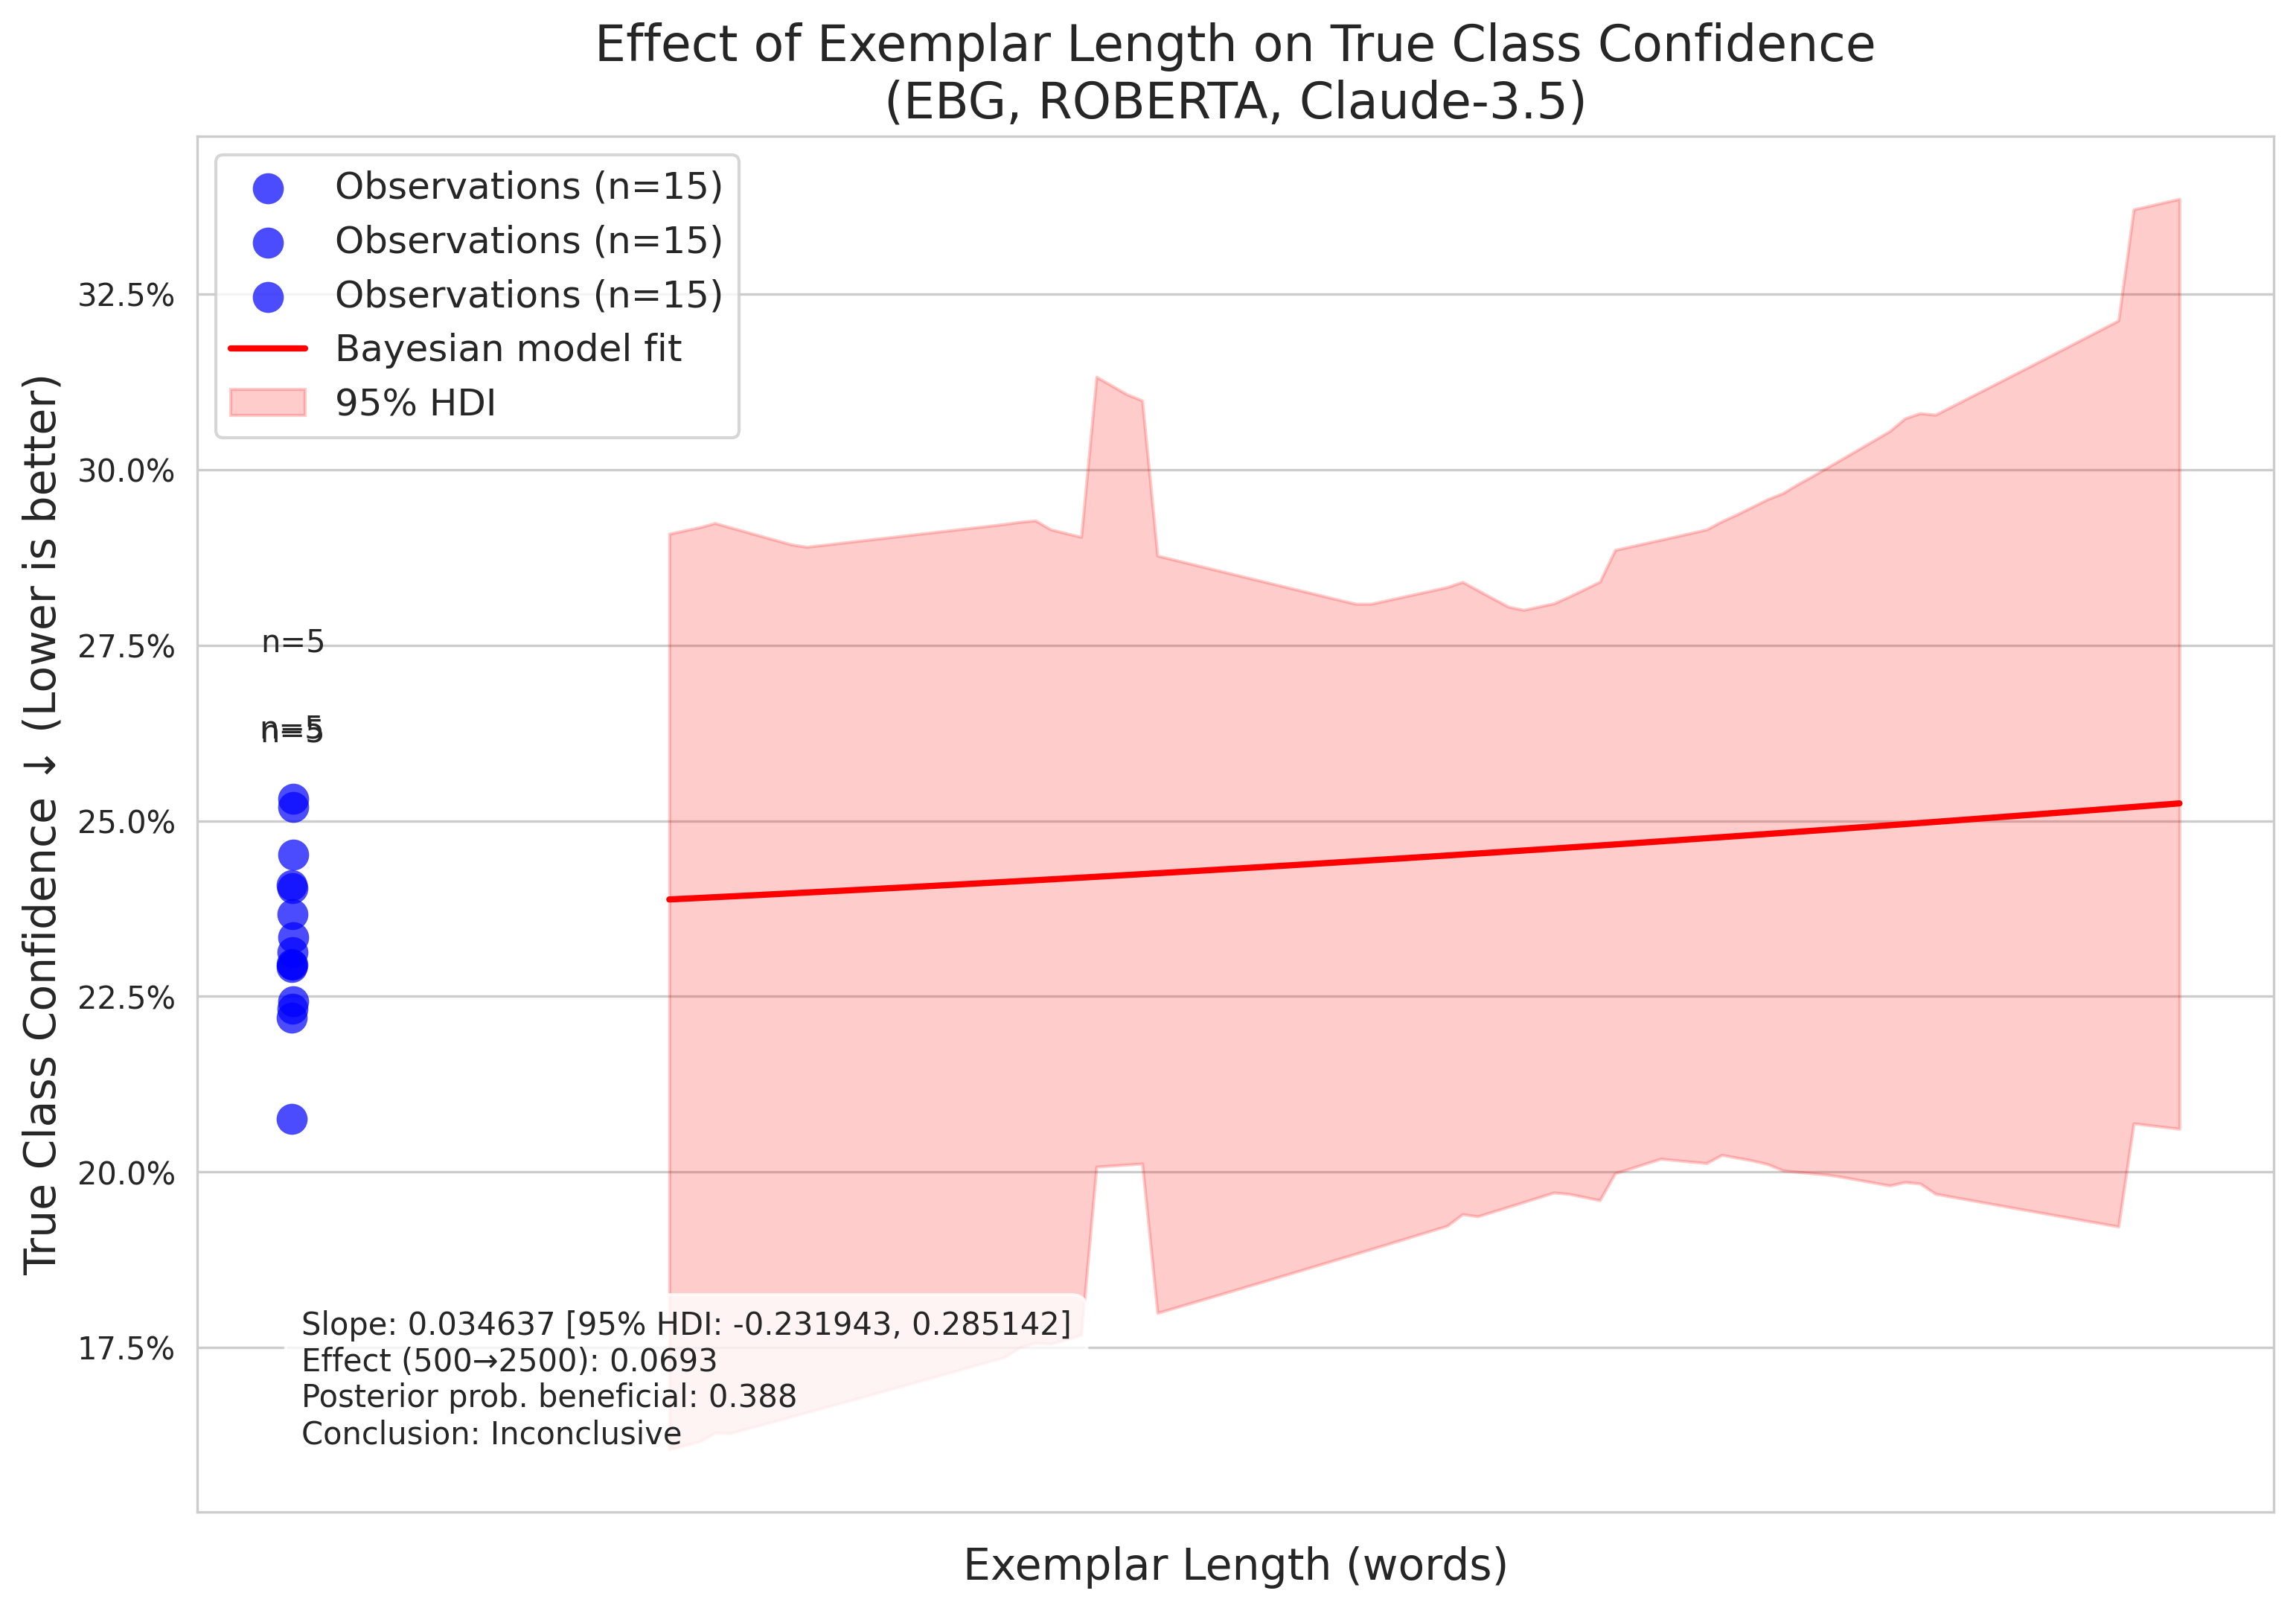 Effect of Exemplar Length on True Class Confidence
(EBG, ROBERTA, Claude-3.5)
Observations (n=15)
Observations (n=15)
Observations (n=15)
Bayesian model fit
95% HDI
True Class Confidence ↓ (Lower is better)
32.5%
30.0%
27.5%
25.0%
22.5%
20.0%
17.5%
n=5
n=5
n=5
Slope: 0.034637 [95% HDI: -0.231943, 0.285142]
Effect (500→2500): 0.0693
Posterior prob. beneficial: 0.388
Conclusion: Inconclusive
Exemplar Length (words)